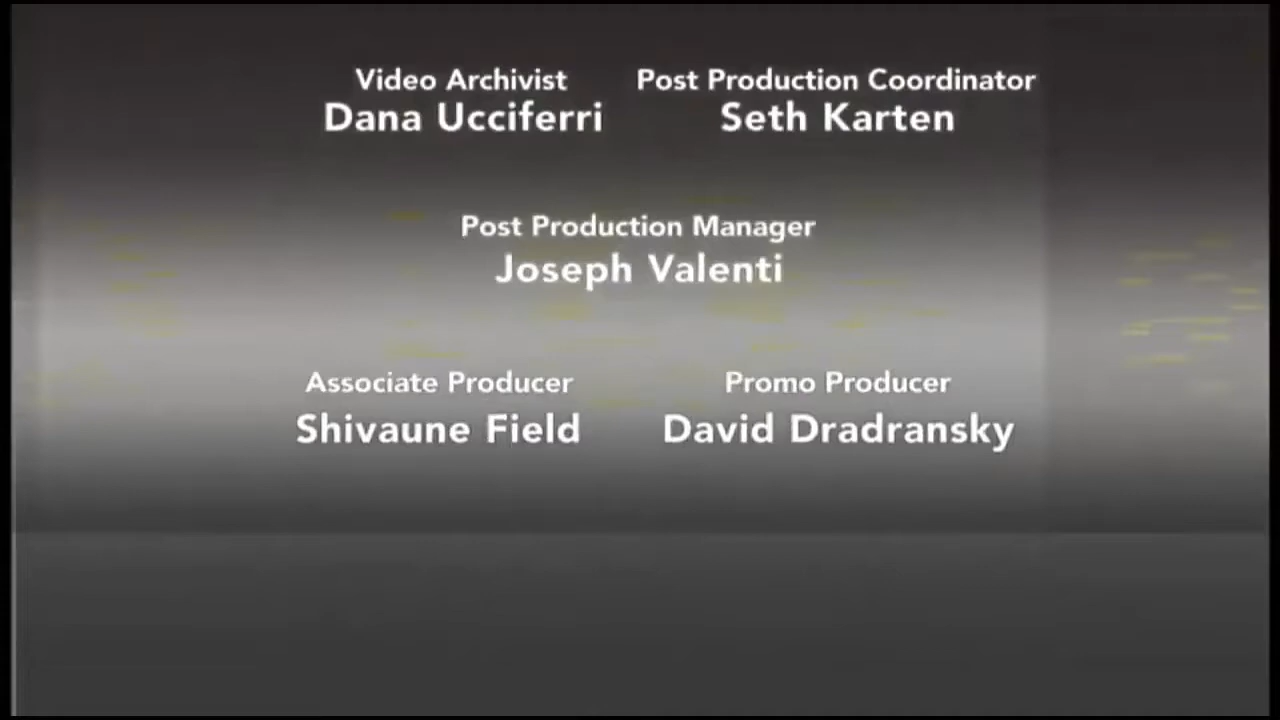 Video Archivist
Dana Ucciferri
Post Production Coordinator
Seth Karten
Post Production Manager
Joseph Valenti
Associate Producer
Shivaune Field
Promo Producer
David Dradransky